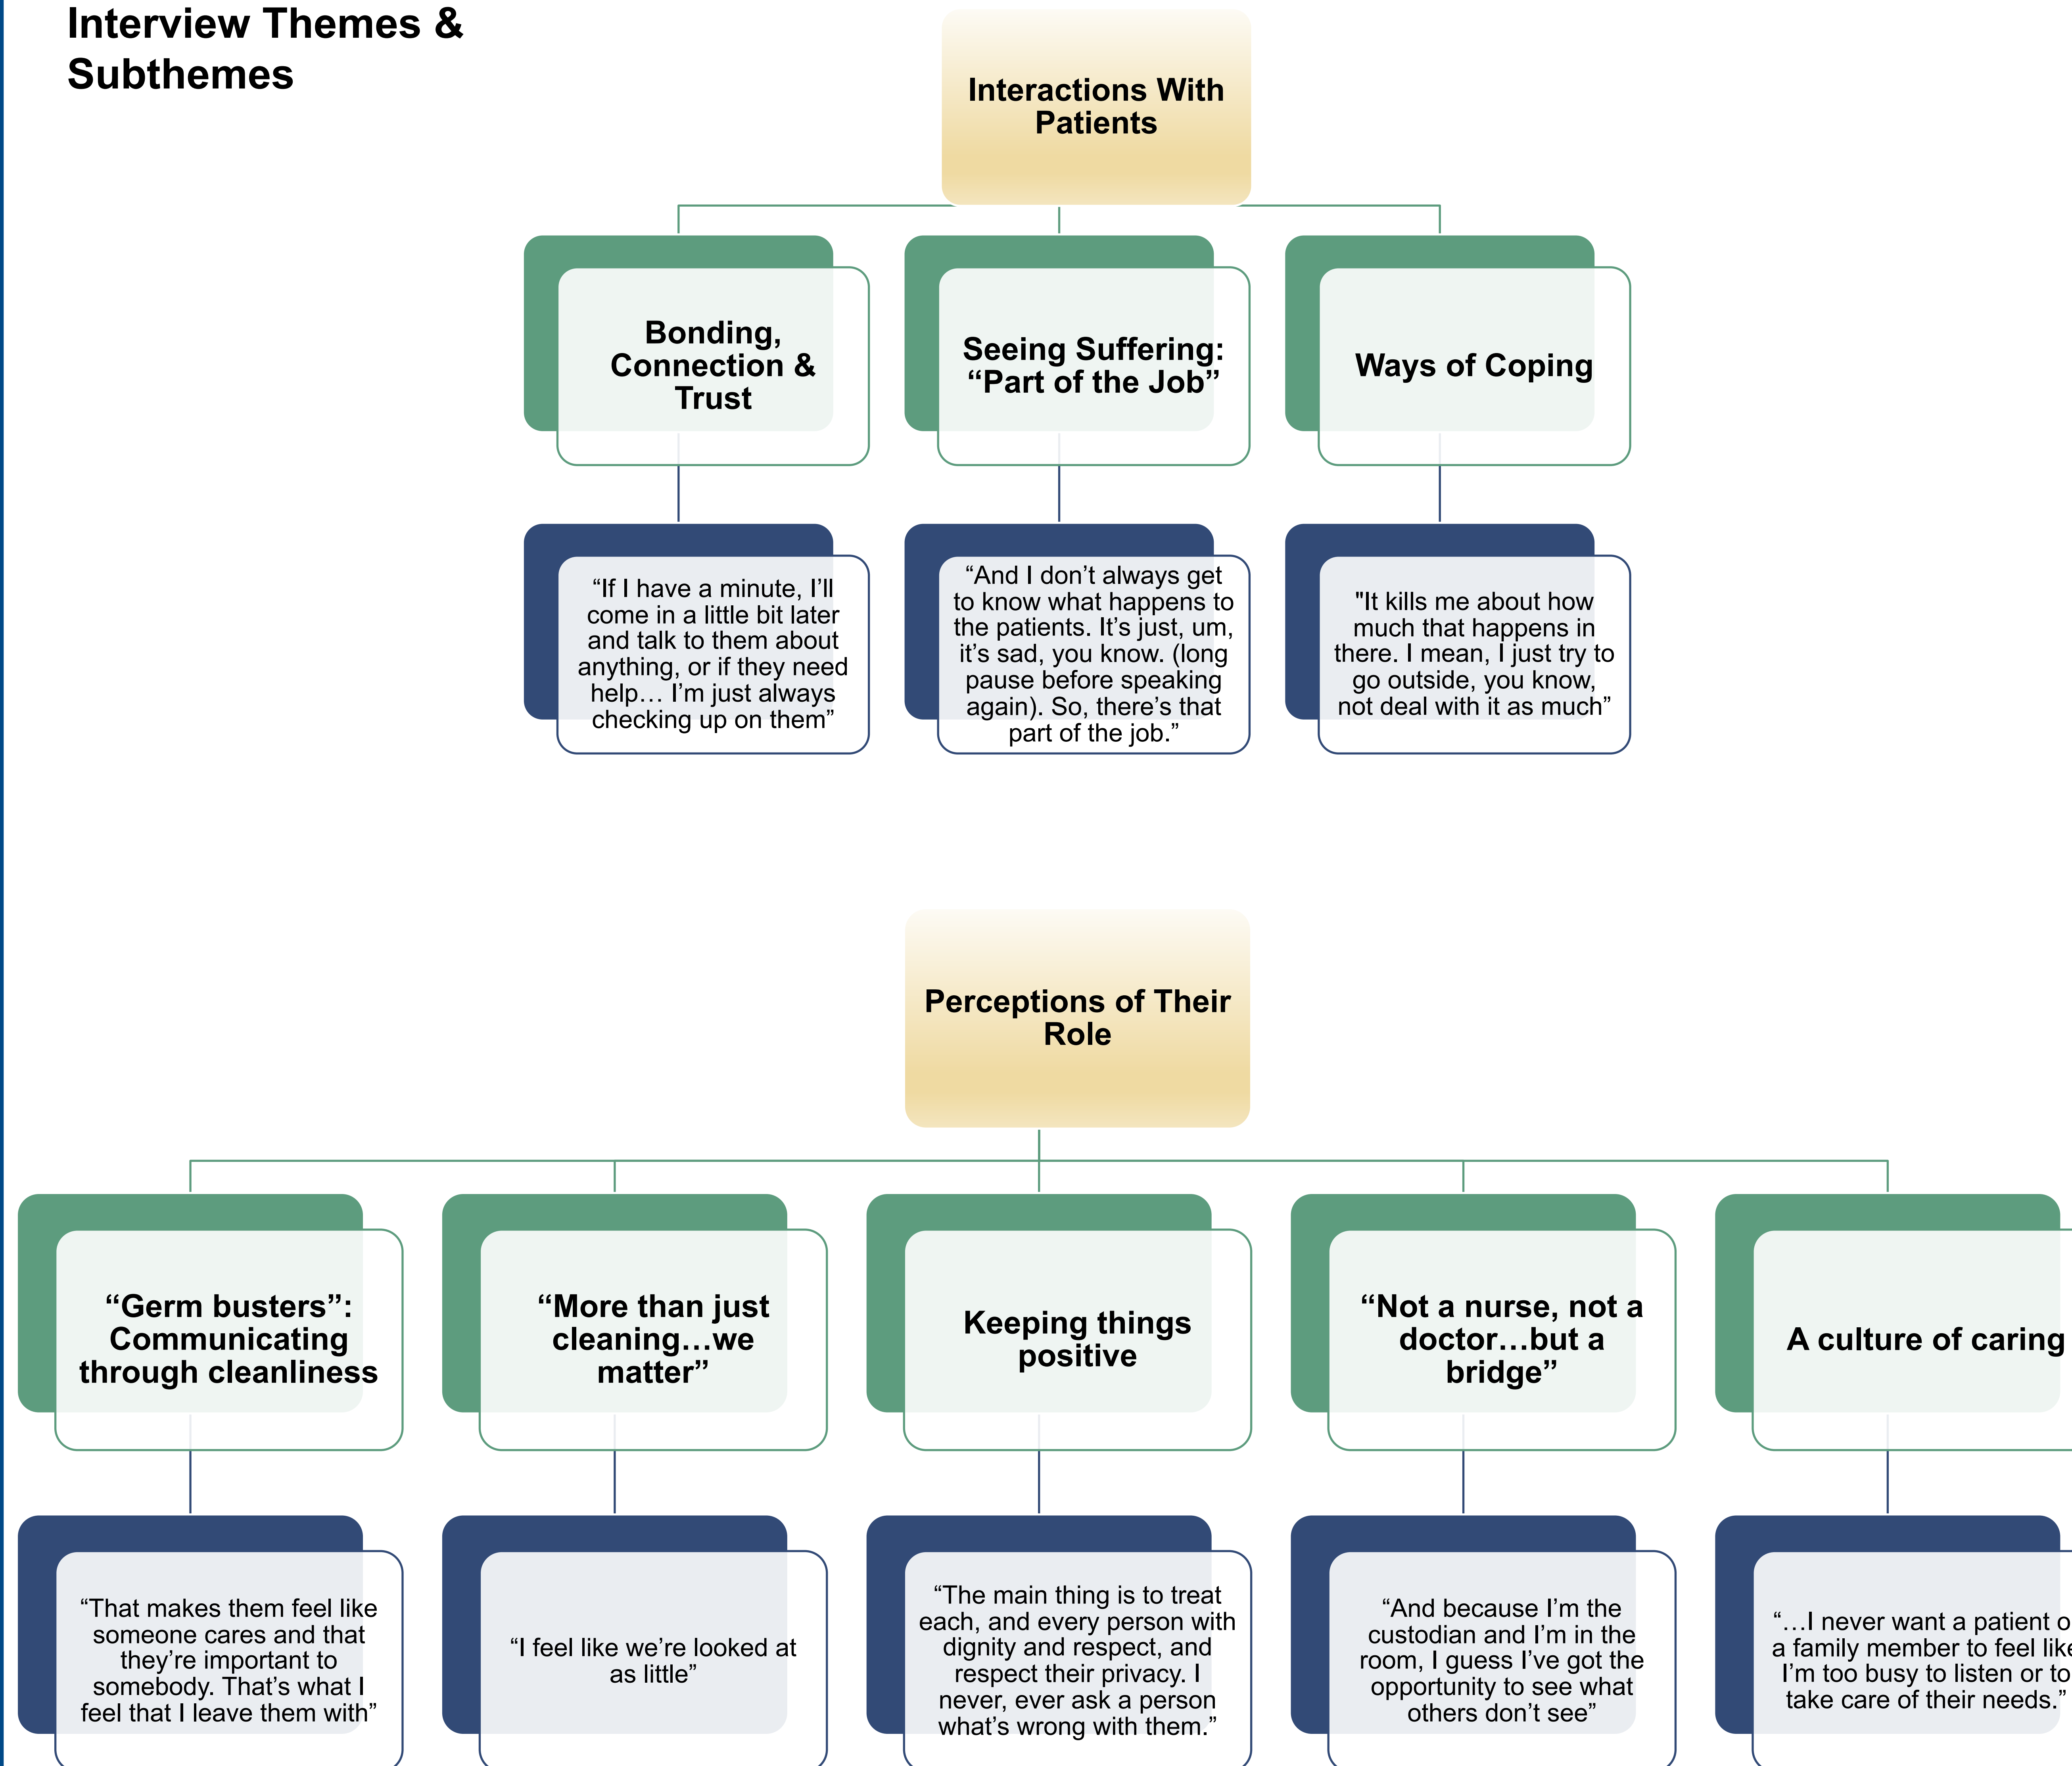 Interview Themes &
Subthemes
Interactions With
Patients
Bonding,
Connection &
Trust
Seeing Suffering:
“Part of the Job”
Ways of Coping
“If I have a minute, I’ll
come in a little bit later
and talk to them about
anything, or if they need
help… I’m just always
checking up on them”
“And I don’t always get
to know what happens to
the patients. It’s just, um,
it’s sad, you know. (long
pause before speaking
again). So, there’s that
part of the job.”
"It kills me about how
much that happens in
there. I mean, I just try to
go outside, you know,
not deal with it as much”
Perceptions of Their
Role
“Germ busters”:
Communicating
through cleanliness
“More than just
cleaning…we
matter”
Keeping things
positive
“Not a nurse, not a
doctor…but a
bridge”
A culture of caring
“That makes them feel like
someone cares and that
they’re important to
somebody. That’s what I
feel that I leave them with”
“I feel like we’re looked at
as little”
“The main thing is to treat
each, and every person with
dignity and respect, and
respect their privacy. I
never, ever ask a person
what’s wrong with them.”
“And because I’m the
custodian and I’m in the
room, I guess I’ve got the
opportunity to see what
others don’t see”
“…I never want a patient
a family member to feel like
I’m too busy to listen or to
take care of their needs.”